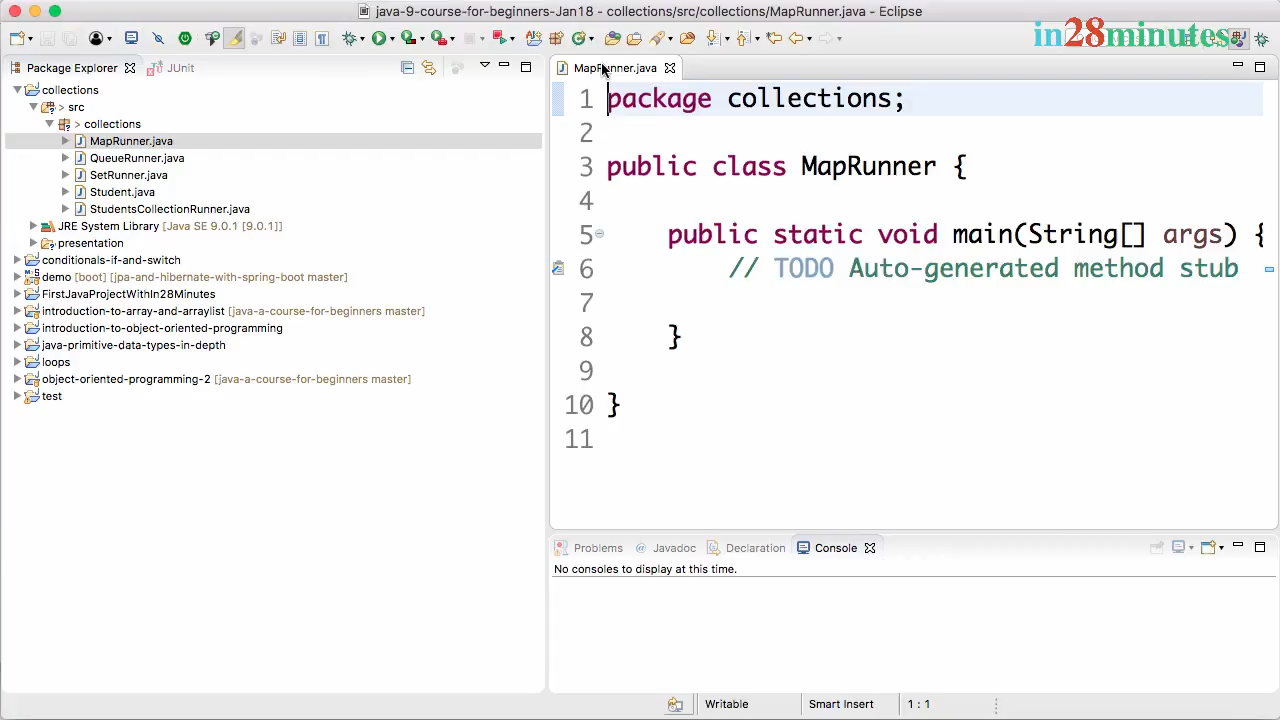 java-9-course-for-beginners-Jan18 - collections/src/collections/MapRunner.java - Eclipse
in28minutes
Package Explorer
JUnit
collections
> src
> collections
MapRunner.java
QueueRunner.java
SetRunner.java
Student.java
StudentsCollectionRunner.java
JRE System Library [Java SE 9.0.1 [9.0.1]]
presentation
conditionals-if-and-switch
demo [boot] [jpa-and-hibernate-with-spring-boot master]
FirstJavaProjectWithIn28Minutes
introduction-to-array-and-arraylist [java-a-course-for-beginners master]
introduction-to-object-oriented-programming
java-primitive-data-types-in-depth
loops
object-oriented-programming-2 [java-a-course-for-beginners master]
test
MapRunner.java
1 package collections;
2
3 public class MapRunner {
4
5 public static void main(String[] args) {
6 // TODO Auto-generated method stub
7
8 }
9
10 }
11
Problems
Javadoc
Declaration
Console
No consoles to display at this time.
Writable
Smart Insert
1 : 1